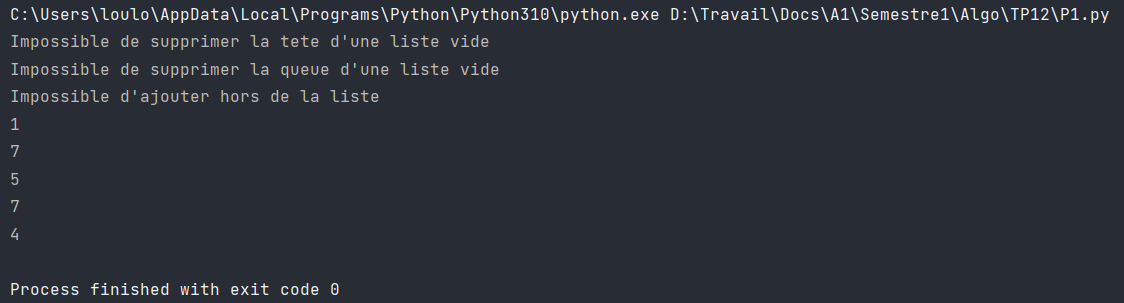 C:\Users\loulo\AppData\Local\Programs\Python\Python310\python.exe D:\Travail\Docs\A1\Semestre1\Algo\TP12\P1.py
Impossible de supprimer la tete d'une liste vide
Impossible de supprimer la queue d'une liste vide
Impossible d'ajouter hors de la liste
1
7
5
7
4
Process finished with exit code 0